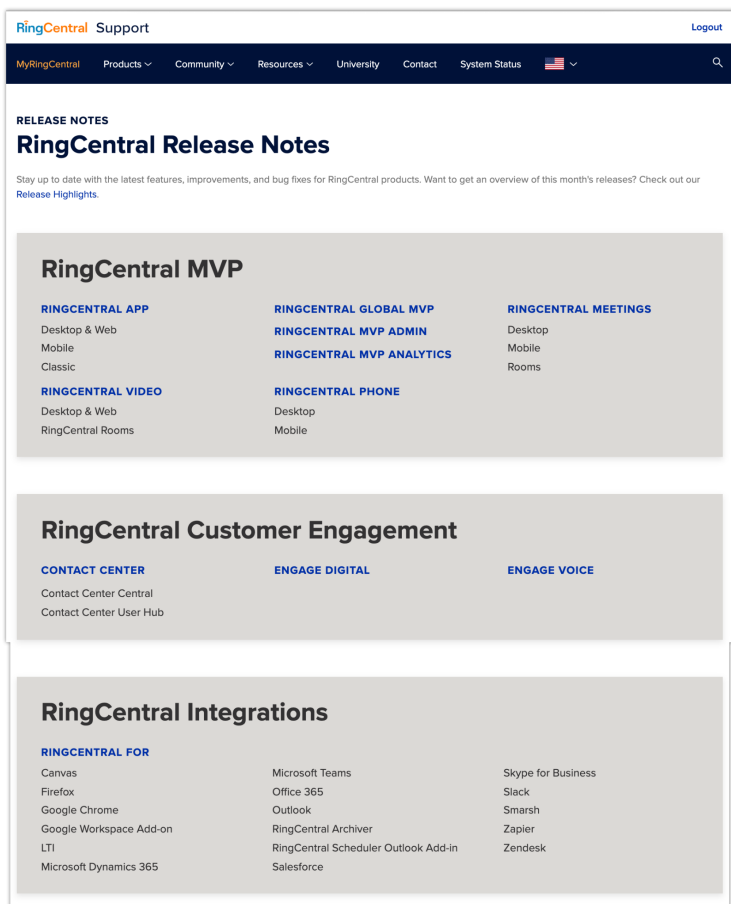 RingCentral Support
Logout
MyRingCentral Products Community Resources University Contact System Status
RELEASE NOTES
RingCentral Release Notes
Stay up to date with the latest features, improvements, and bug fixes for RingCentral products. Want to get an overview of this month's releases? Check out our
Release Highlights.
RingCentral MVP
RINGCENTRAL APP
Desktop & Web
Mobile
Classic
RINGCENTRAL VIDEO
Desktop & Web
RingCentral Rooms
RINGCENTRAL GLOBAL MVP
RINGCENTRAL MVP ADMIN
RINGCENTRAL MVP ANALYTICS
RINGCENTRAL PHONE
Desktop
Mobile
RINGCENTRAL MEETINGS
Desktop
Mobile
Rooms
RingCentral Customer Engagement
CONTACT CENTER
Contact Center Central
Contact Center User Hub
ENGAGE DIGITAL
ENGAGE VOICE
RingCentral Integrations
RINGCENTRAL FOR
Canvas
Firefox
Google Chrome
Google Workspace Add-on
LTI
Microsoft Dynamics 365
Microsoft Teams
Office 365
Outlook
RingCentral Archiver
RingCentral Scheduler Outlook Add-in
Salesforce
Skype for Business
Slack
Smarsh
Zapier
Zendesk